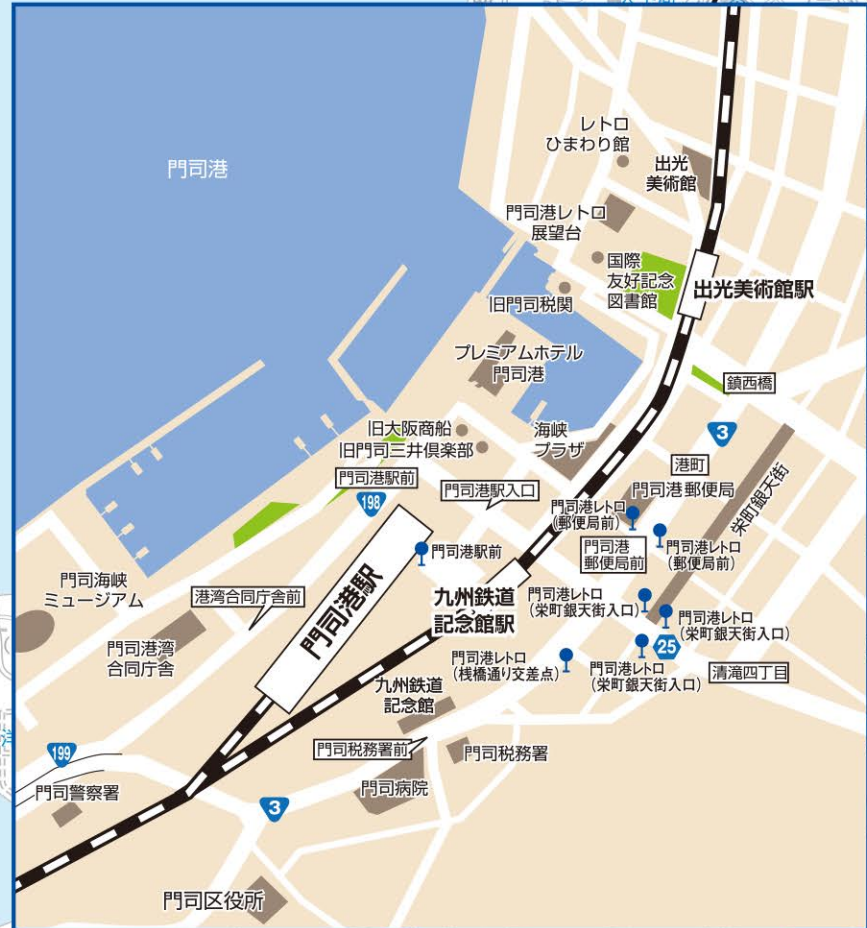 門司港
レトロ
ひまわり館
出光
美術館
門司港レトロ
展望台
国際
友好記念
図書館
出光美術館駅
旧門司税関
プレミアムホテル
門司港
鎮西橋
3
旧大阪商船
旧門司三井倶楽部
海峡
プラザ
港町
門司港郵便局
栄町銀天街
門司港駅前
198
門司港駅入口
門司港レトロ
(郵便局前)
門司港
郵便局前
門司港レトロ
(郵便局前)
門司港駅前
門司港駅
九州鉄道
記念館駅
門司海峡
ミュージアム
港湾合同庁舎前
門司港湾
合同庁舎
門司港レトロ
(栄町銀天街入口)
門司港レトロ
(栄町銀天街入口)
25
門司港レトロ
(桟橋通り交差点)
門司港レトロ
(栄町銀天街入口)
清滝四丁目
九州鉄道
記念館
門司税務署前
門司税務署
199
門司警察署
門司病院
3
門司区役所